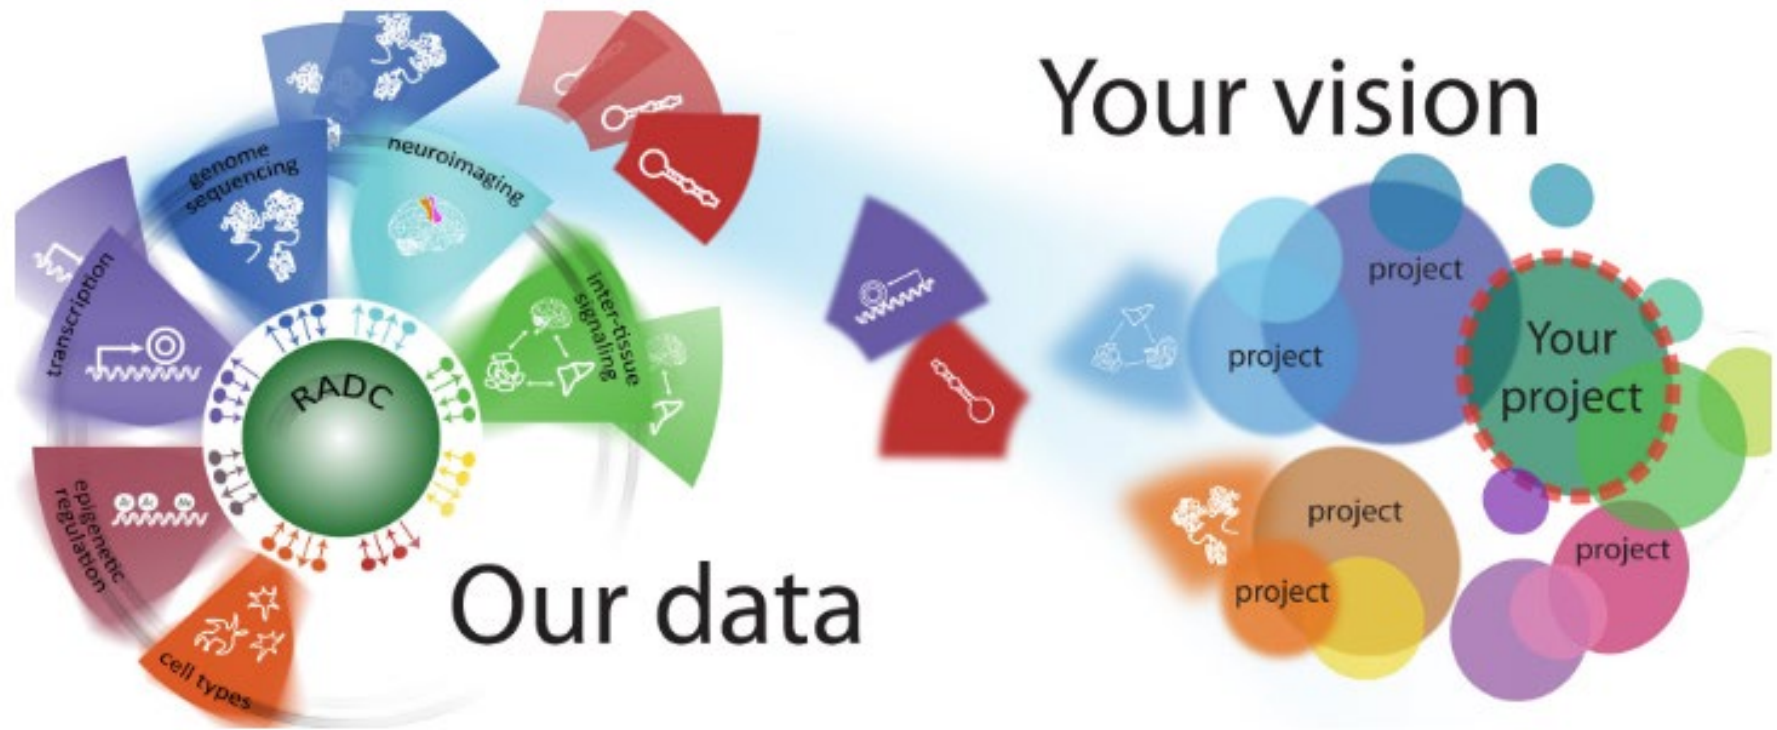 genome
sequencing
neuroimaging
transcription
inter-tissue
signaling
RADC
epigenetic
regulation
cell types
Our data
Your vision
project
project
Your
project
project
project
project